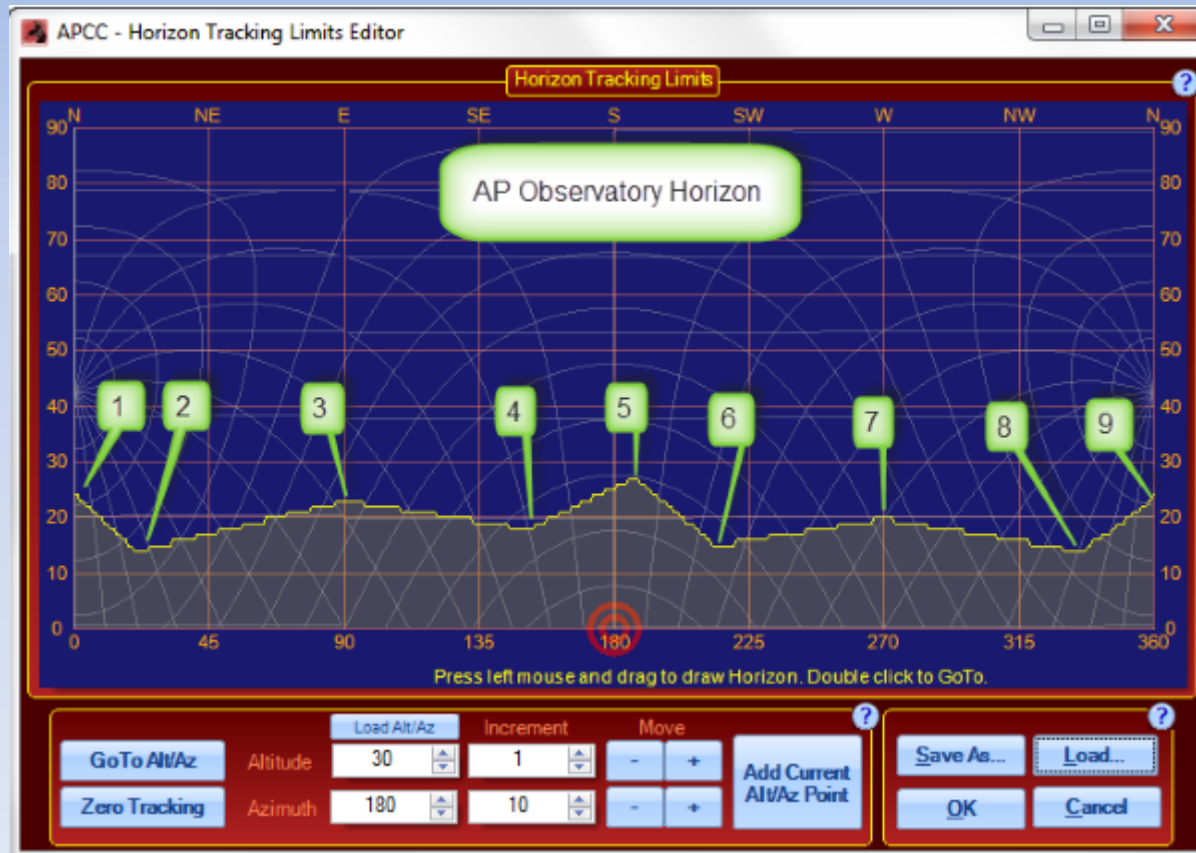 APCC - Horizon Tracking Limits Editor
Horizon Tracking Limits
?
N NE E SE S SW W NW N
90 90
AP Observatory Horizon
80 80
70 70
60 60
50 50
40 40
1 2 3 4 5 6 7 8 9
30 30
20 20
10 10
0 0
0 45 90 135 180 225 270 315 360
Press left mouse and drag to draw Horizon. Double click to GoTo.
Load Alt/Az Increment Move ? ?
GoTo Alt/Az Altitude 30 1 - + Add Current Alt/Az Point Save As... Load...
Zero Tracking Azimuth 180 10 - + OK Cancel